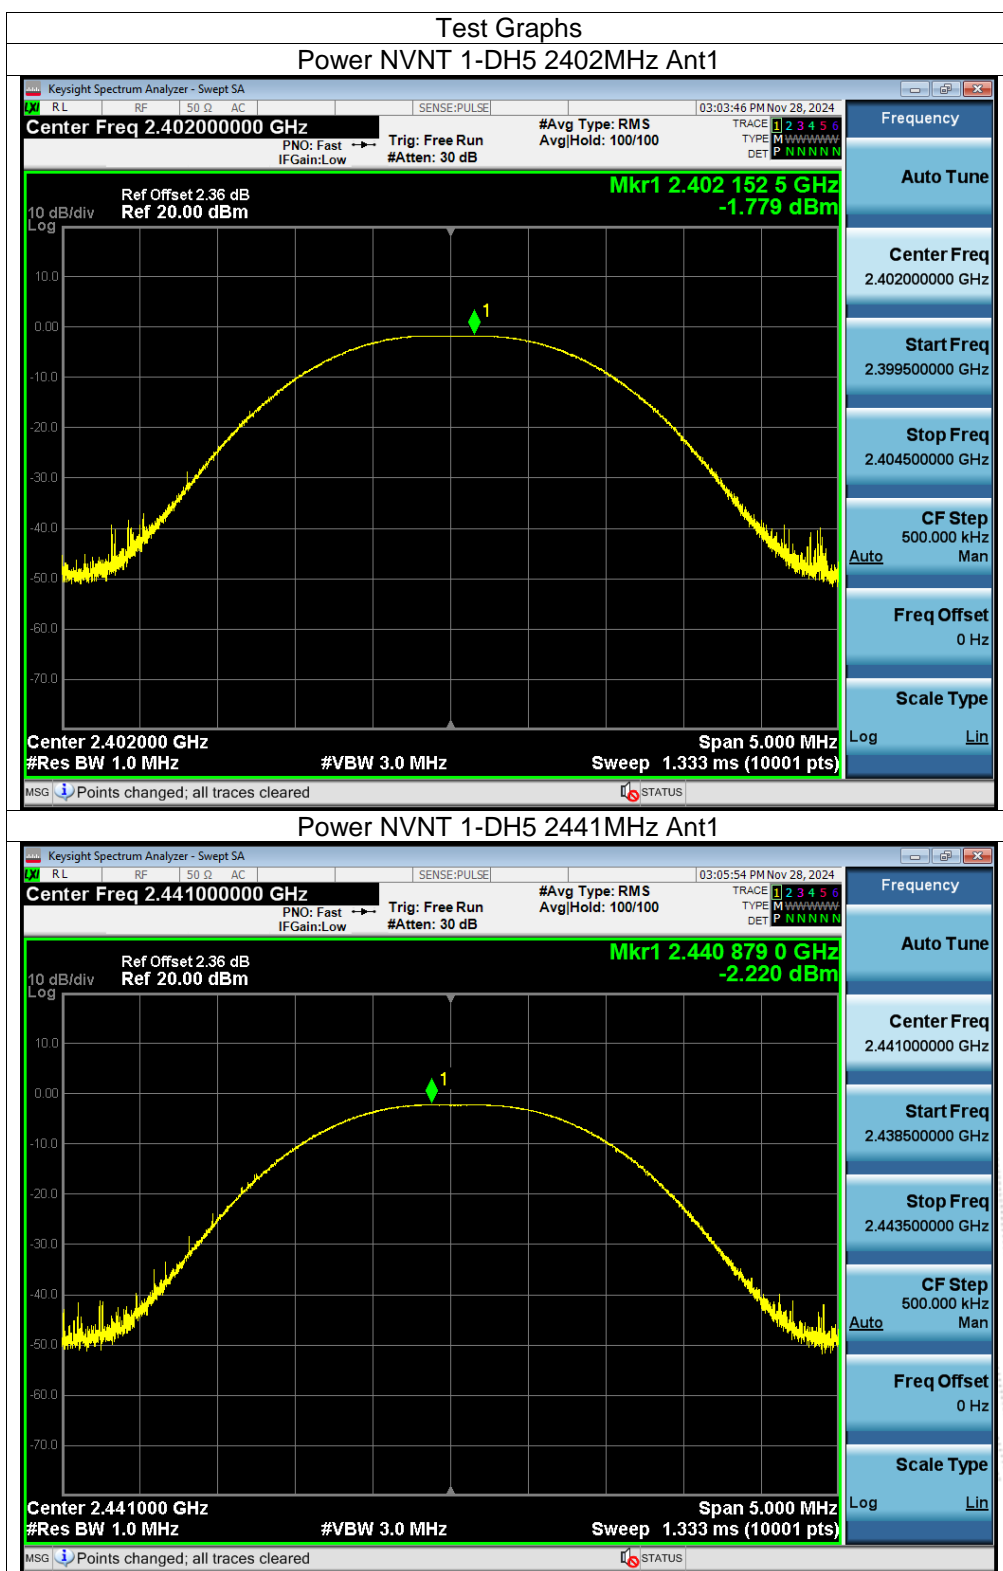 Test Graphs
Power NVNT 1-DH5 2402MHz Ant1
Keysight Spectrum Analyzer - Swept SA
LXI RL RF 50 Ω AC SENSE:PULSE 03:03:46 PM Nov 28, 2024
Center Freq 2.402000000 GHz #Avg Type: RMS TRACE 1 2 3 4 5 6
PNO: Fast Trig: Free Run Avg|Hold: 100/100 TYPE M WWWWW
IFGain:Low #Atten: 30 dB DET P N N N N N
Frequency
Mkr1 2.402 152 5 GHz
-1.779 dBm
Ref Offset 2.36 dB
10 dB/div Ref 20.00 dBm
Log
10.0
0.00
-10.0
-20.0
-30.0
-40.0
-50.0
-60.0
-70.0
1
Center 2.402000 GHz Span 5.000 MHz
#Res BW 1.0 MHz #VBW 3.0 MHz Sweep 1.333 ms (10001 pts)
Auto Tune
Center Freq
2.402000000 GHz
Start Freq
2.399500000 GHz
Stop Freq
2.404500000 GHz
CF Step
500.000 kHz
Auto Man
Freq Offset
0 Hz
Scale Type
Log Lin
MSG Points changed; all traces cleared STATUS
Power NVNT 1-DH5 2441MHz Ant1
Keysight Spectrum Analyzer - Swept SA
LXI RL RF 50 Ω AC SENSE:PULSE 03:05:54 PM Nov 28, 2024
Center Freq 2.441000000 GHz #Avg Type: RMS TRACE 1 2 3 4 5 6
PNO: Fast Trig: Free Run Avg|Hold: 100/100 TYPE M WWWWW
IFGain:Low #Atten: 30 dB DET P N N N N N
Frequency
Mkr1 2.440 879 0 GHz
-2.220 dBm
Ref Offset 2.36 dB
10 dB/div Ref 20.00 dBm
Log
10.0
0.00
-10.0
-20.0
-30.0
-40.0
-50.0
-60.0
-70.0
1
Center 2.441000 GHz Span 5.000 MHz
#Res BW 1.0 MHz #VBW 3.0 MHz Sweep 1.333 ms (10001 pts)
Auto Tune
Center Freq
2.441000000 GHz
Start Freq
2.438500000 GHz
Stop Freq
2.443500000 GHz
CF Step
500.000 kHz
Auto Man
Freq Offset
0 Hz
Scale Type
Log Lin
MSG Points changed; all traces cleared STATUS